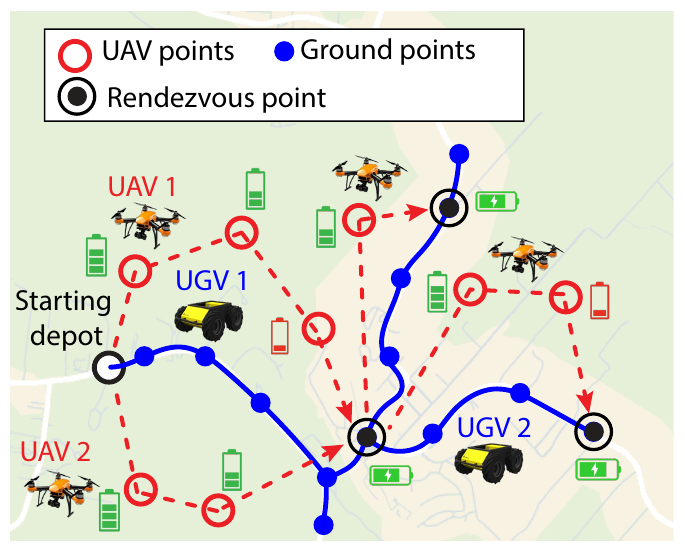 UAV points
Ground points
Rendezvous point
UAV 1
UGV 1
Starting
depot
UAV 2
UGV 2